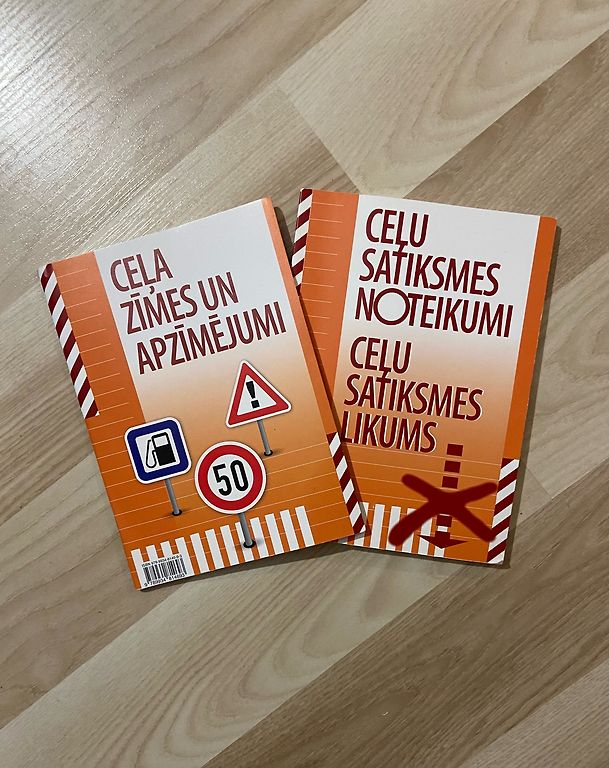 CEĻA
ZĪMES UN
APZĪMĒJUMI
50
CEĻU
SATIKSMES
NOTEIKUMI
CEĻU
SATIKSMES
LIKUMS